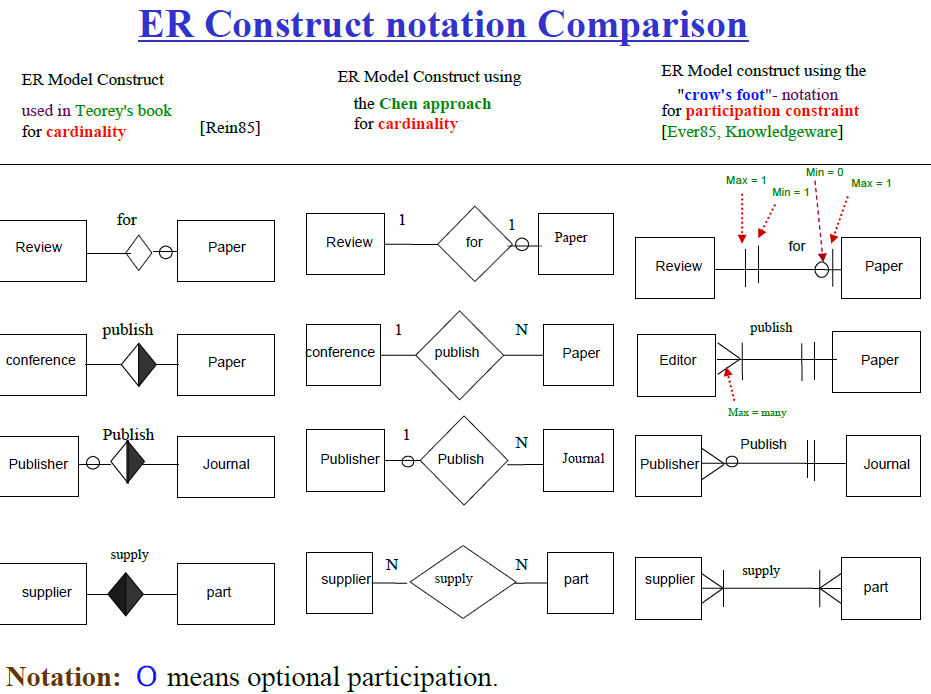 ER Construct notation Comparison
ER Model Construct
used in Teorey's book
for cardinality
[Rein85]
ER Model Construct using
the Chen approach
for cardinality
ER Model construct using the
"crow's foot"- notation
for participation constraint
[Ever85, Knowledgeware]
for
Review
Paper
1
1
Review
for
Paper
Max = 1
Min = 1
Min = 0
Max = 1
for
Review
Paper
publish
conference
Paper
1
N
conference
publish
Paper
publish
Editor
Paper
Max = many
Publish
Publisher
Journal
1
N
Publisher
Publish
Journal
Publish
Publisher
Journal
supply
supplier
part
N
N
supplier
supply
part
supply
supplier
part
Notation: O means optional participation.